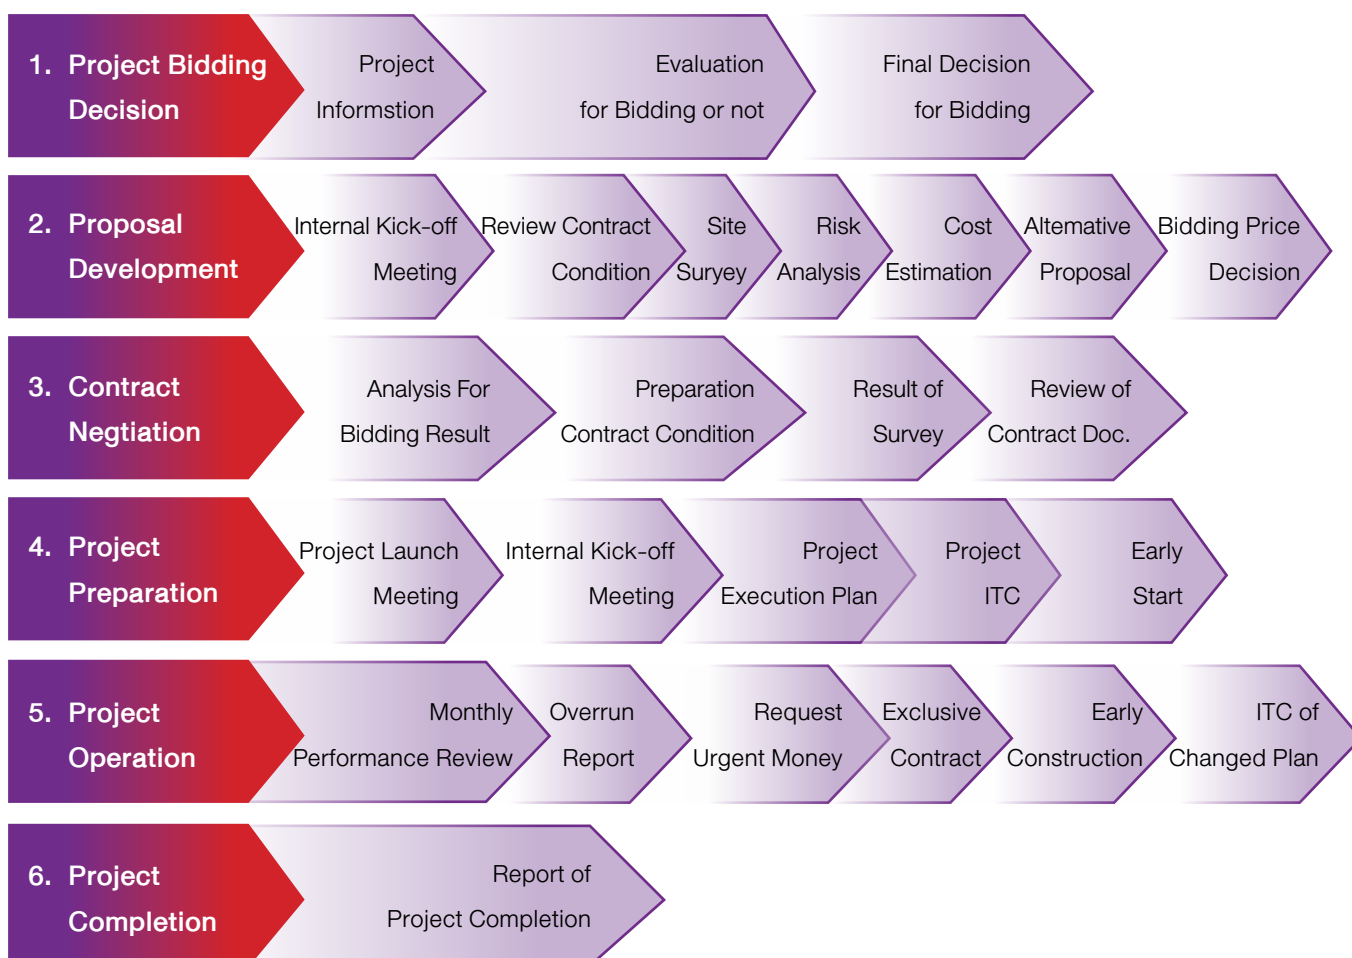 1. Project Bidding
Decision
Project
Informstion
Evaluation
for Bidding or not
Final Decision
for Bidding
2. Proposal
Development
Internal Kick-off
Meeting
Review Contract
Condition
Site
Suryey
Risk
Analysis
Cost
Estimation
Altemative
Proposal
Bidding Price
Decision
3. Contract
Negtiation
Analysis For
Bidding Result
Preparation
Contract Condition
Result of
Survey
Review of
Contract Doc.
4. Project
Preparation
Project Launch
Meeting
Internal Kick-off
Meeting
Project
Execution Plan
Project
ITC
Early
Start
5. Project
Operation
Monthly
Performance Review
Overrun
Report
Request
Urgent Money
Exclusive
Contract
Early
Construction
ITC of
Changed Plan
6. Project
Completion
Report of
Project Completion